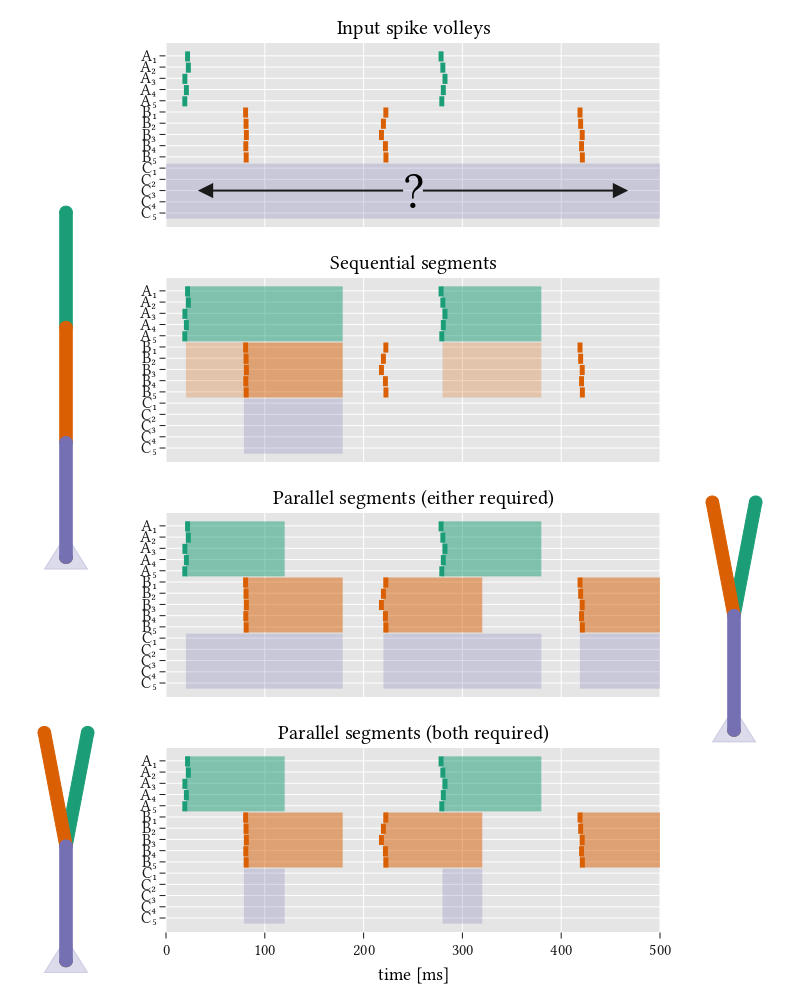 Input spike volleys
A₁
A₂
A₃
A₄
A₅
B₁
B₂
B₃
B₄
B₅
C₁
C₂
C₃
C₄
C₅
?
Sequential segments
A₁
A₂
A₃
A₄
A₅
B₁
B₂
B₃
B₄
B₅
C₁
C₂
C₃
C₄
C₅
Parallel segments (either required)
A₁
A₂
A₃
A₄
A₅
B₁
B₂
B₃
B₄
B₅
C₁
C₂
C₃
C₄
C₅
Parallel segments (both required)
A₁
A₂
A₃
A₄
A₅
B₁
B₂
B₃
B₄
B₅
C₁
C₂
C₃
C₄
C₅
0 100 200 300 400 500
time [ms]